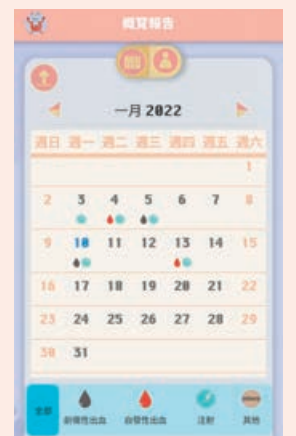 概覽報告
一月 2022
週日 週一 週二 週三 週四 週五 週六
1
2 3 4 5 6 7 8
9 10 11 12 13 14 15
16 17 18 19 20 21 22
23 24 25 26 27 28 29
30 31
全部 創傷性出血 自發性出血 注射 其他